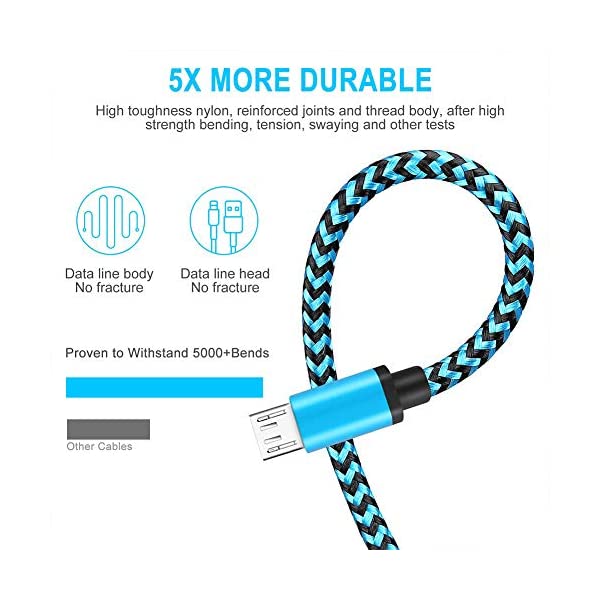 5X MORE DURABLE
High toughness nylon, reinforced joints and thread body, after high
strength bending, tension, swaying and other tests
Data line body
No fracture
Data line head
No fracture
Proven to Withstand 5000+Bends
Other Cables